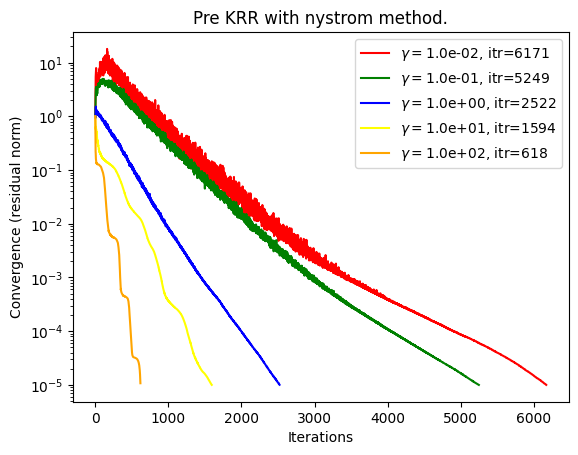 Pre KRR with nystrom method.
γ = 1.0e-02, itr=6171
γ = 1.0e-01, itr=5249
γ = 1.0e+00, itr=2522
γ = 1.0e+01, itr=1594
γ = 1.0e+02, itr=618
Convergence (residual norm)
10¹
10⁰
10⁻¹
10⁻²
10⁻³
10⁻⁴
10⁻⁵
0 1000 2000 3000 4000 5000 6000
Iterations